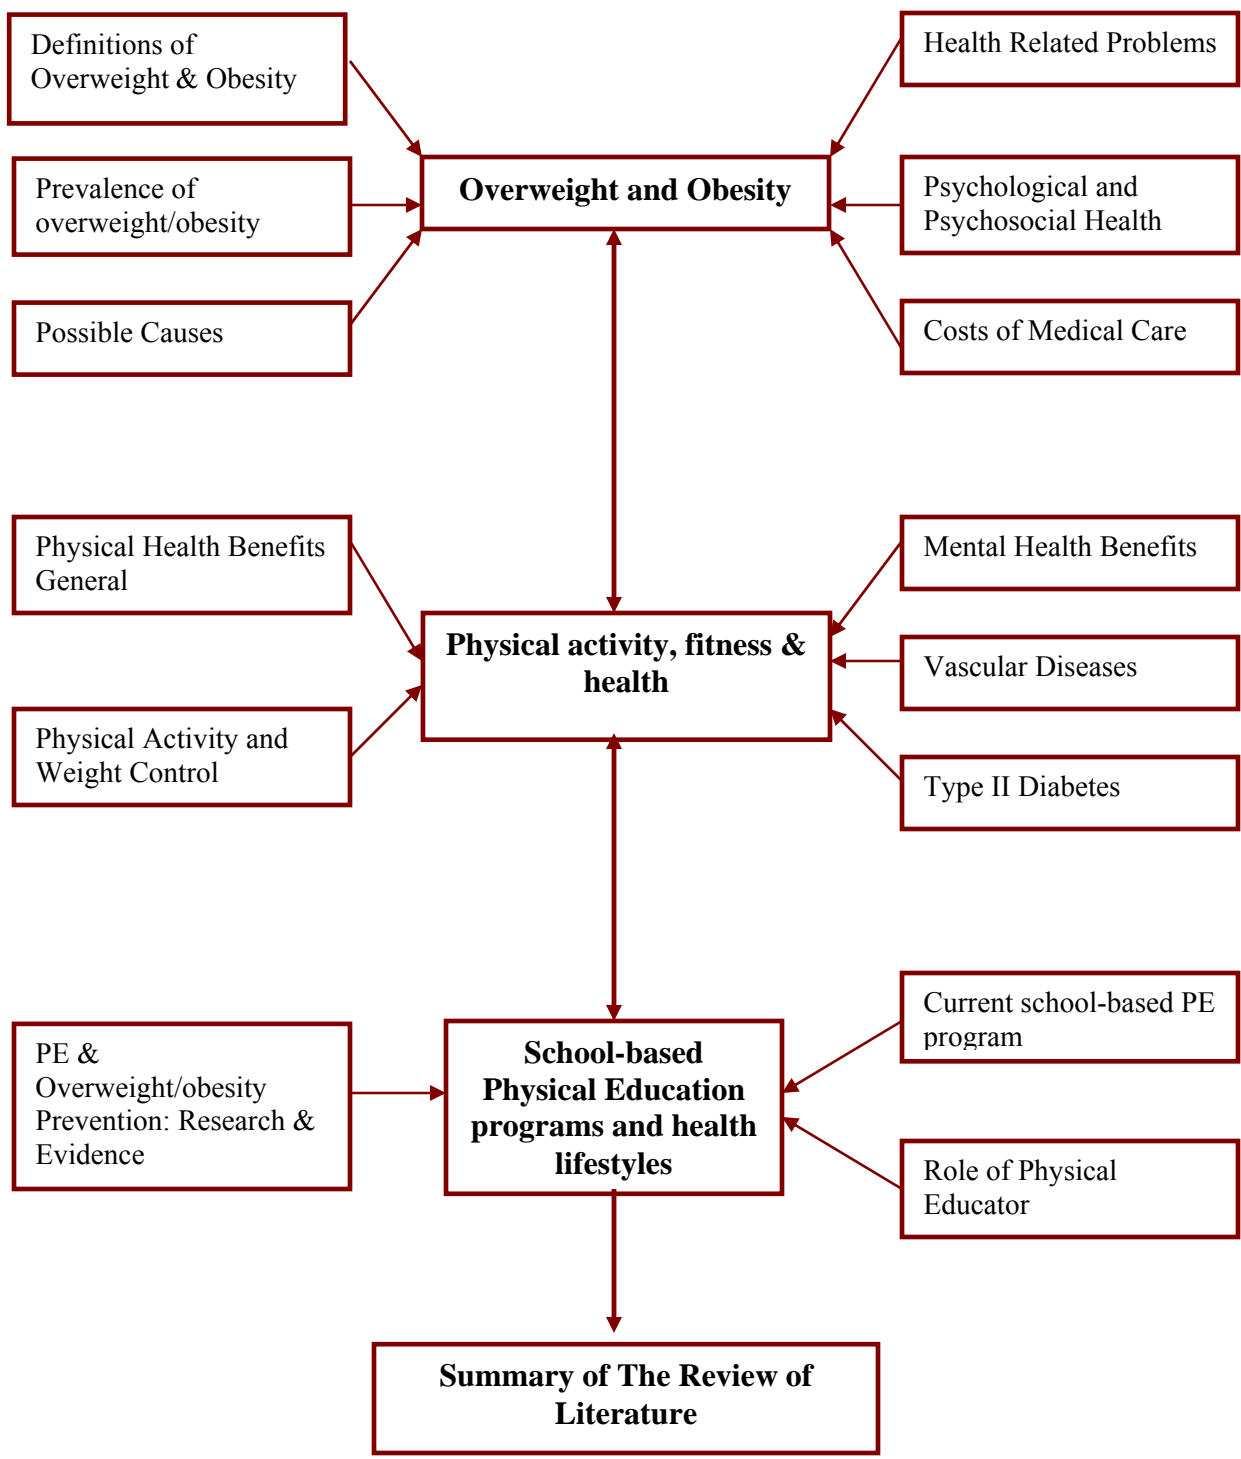 Definitions of
Overweight & Obesity
Health Related Problems
Prevalence of
overweight/obesity
Overweight and Obesity
Psychological and
Psychosocial Health
Possible Causes
Costs of Medical Care
Physical Health Benefits
General
Mental Health Benefits
Physical activity, fitness &
health
Vascular Diseases
Physical Activity and
Weight Control
Type II Diabetes
Current school-based PE
program
PE &
Overweight/obesity
Prevention: Research &
Evidence
School-based
Physical Education
programs and health
lifestyles
Role of Physical
Educator
Summary of The Review of
Literature